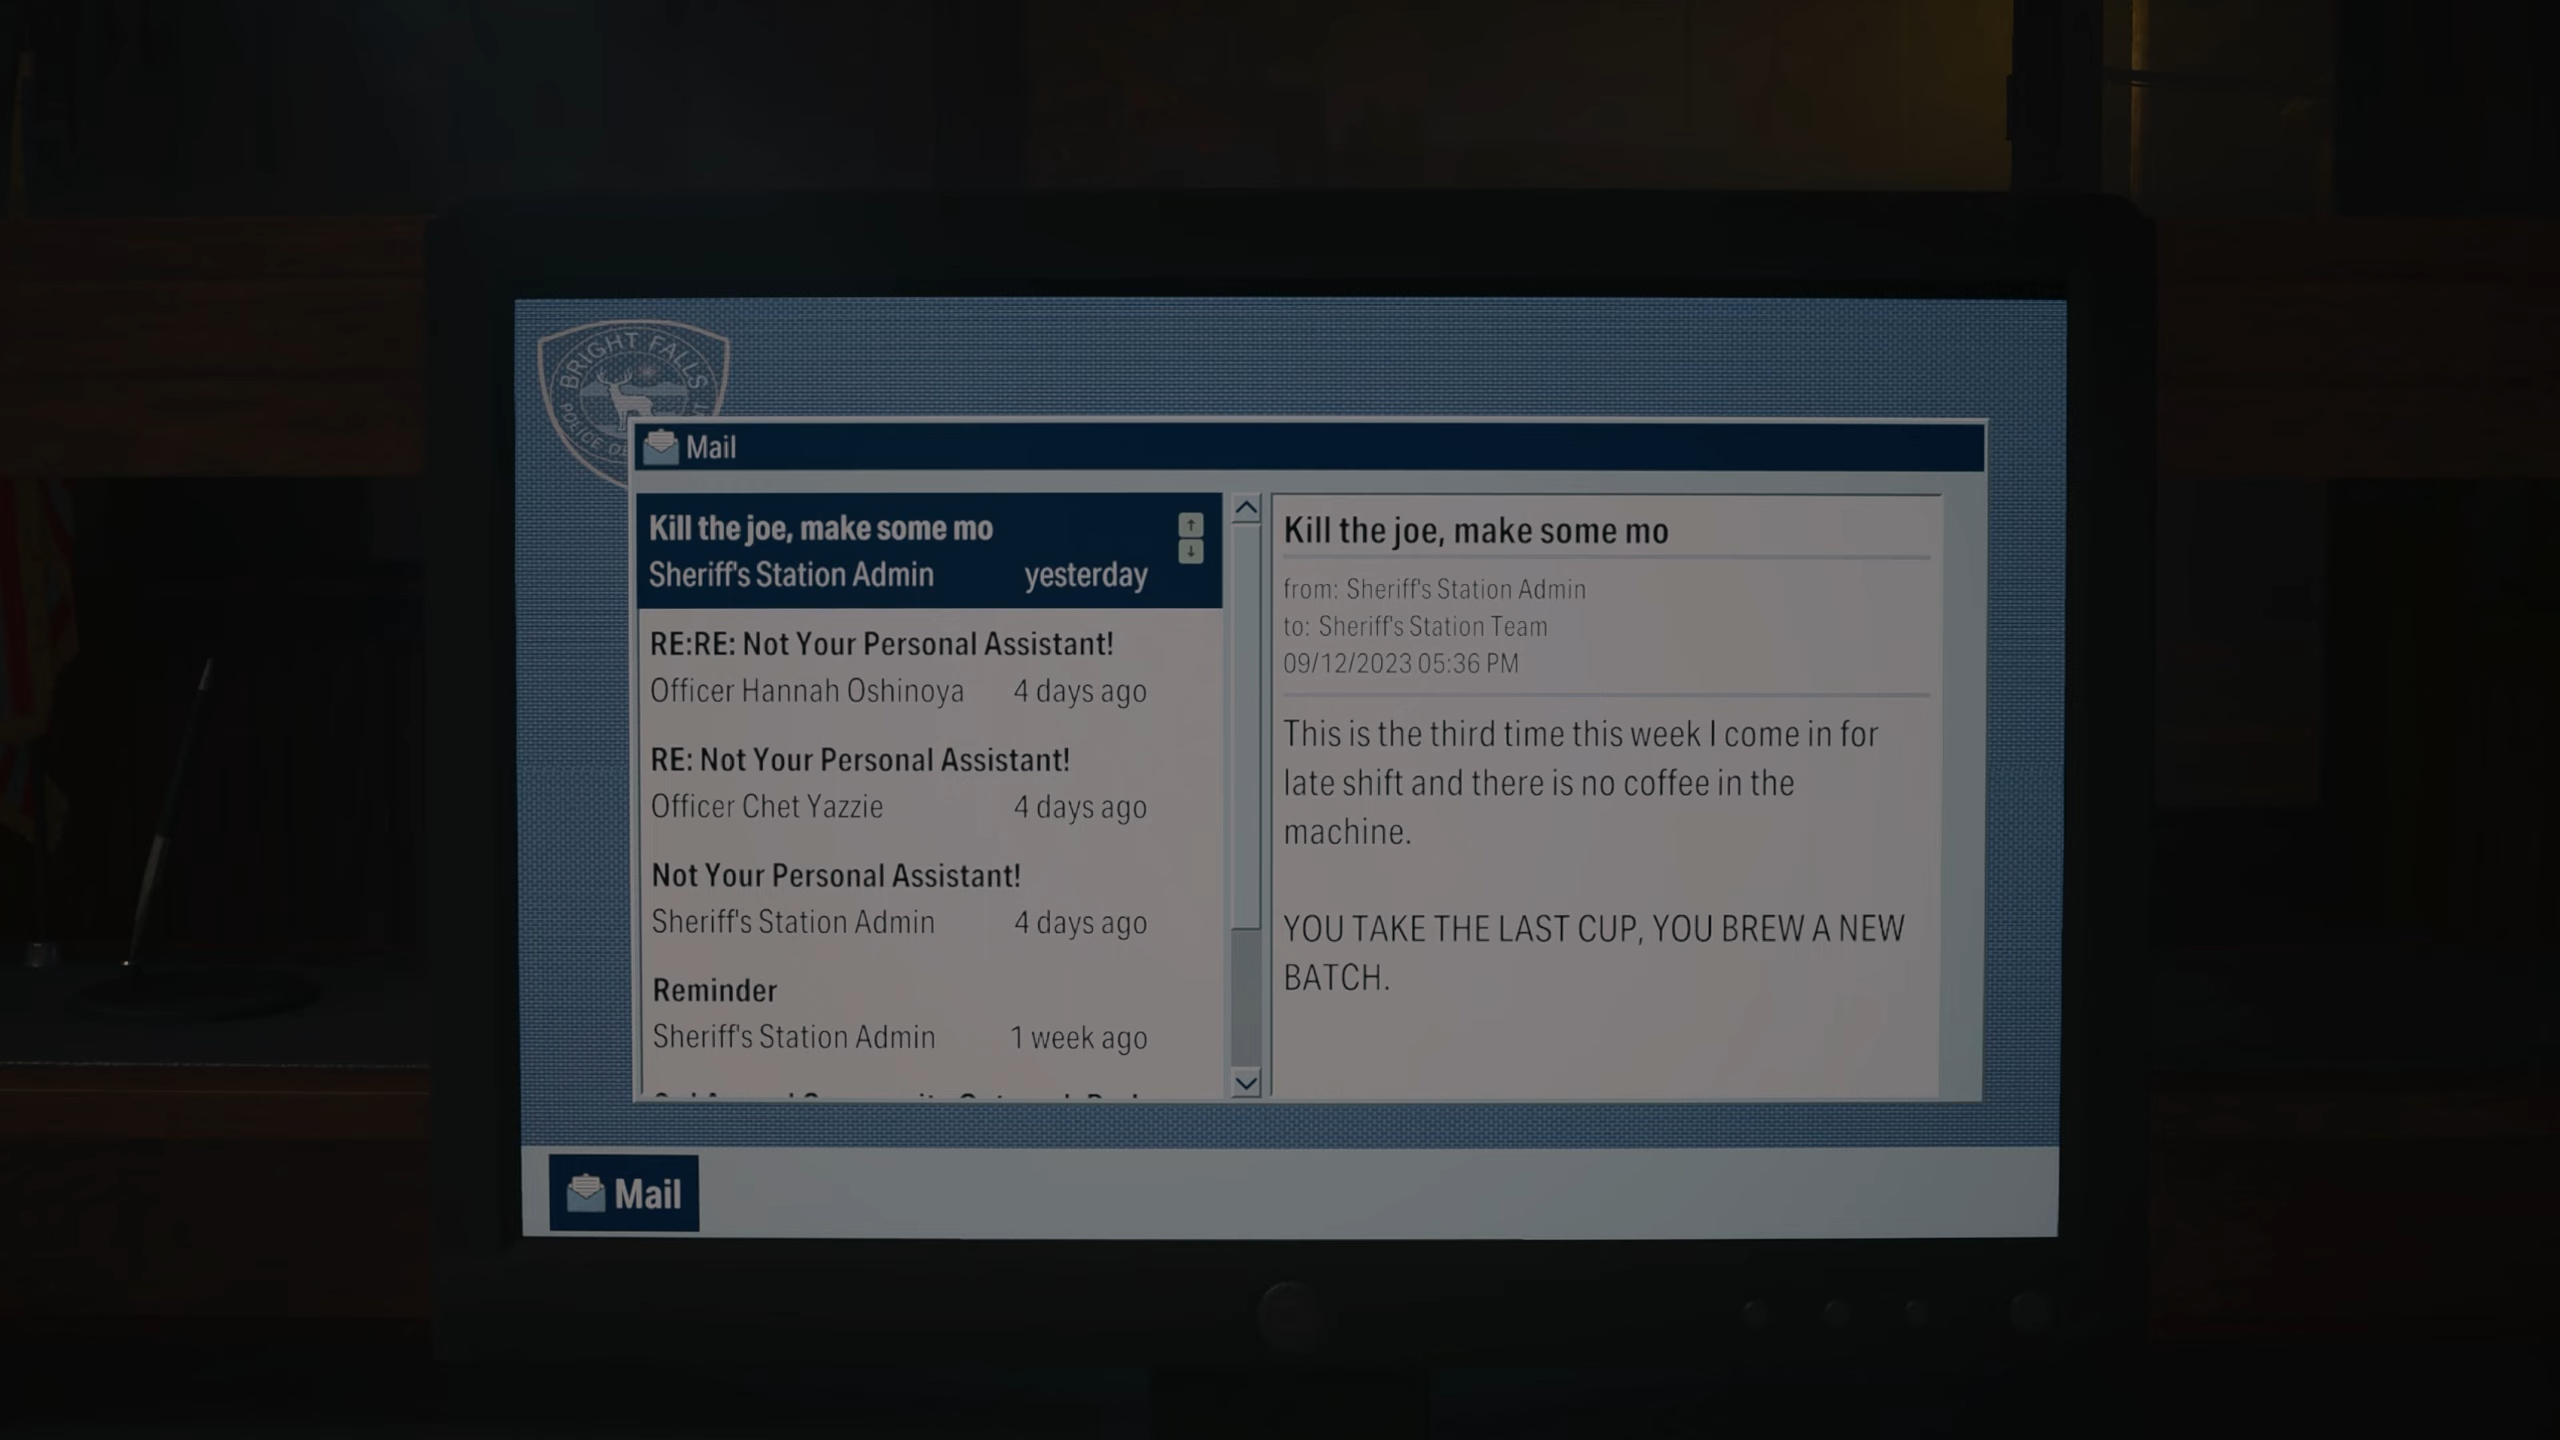 BRIGHT FALLS
POLICE
Mail
Kill the joe, make some mo
Sheriff's Station Admin yesterday
RE:RE: Not Your Personal Assistant!
Officer Hannah Oshinoya 4 days ago
RE: Not Your Personal Assistant!
Officer Chet Yazzie 4 days ago
Not Your Personal Assistant!
Sheriff's Station Admin 4 days ago
Reminder
Sheriff's Station Admin 1 week ago
Kill the joe, make some mo
from: Sheriff's Station Admin
to: Sheriff's Station Team
09/12/2023 05:36 PM
This is the third time this week I come in for
late shift and there is no coffee in the
machine.
YOU TAKE THE LAST CUP, YOU BREW A NEW
BATCH.
Mail